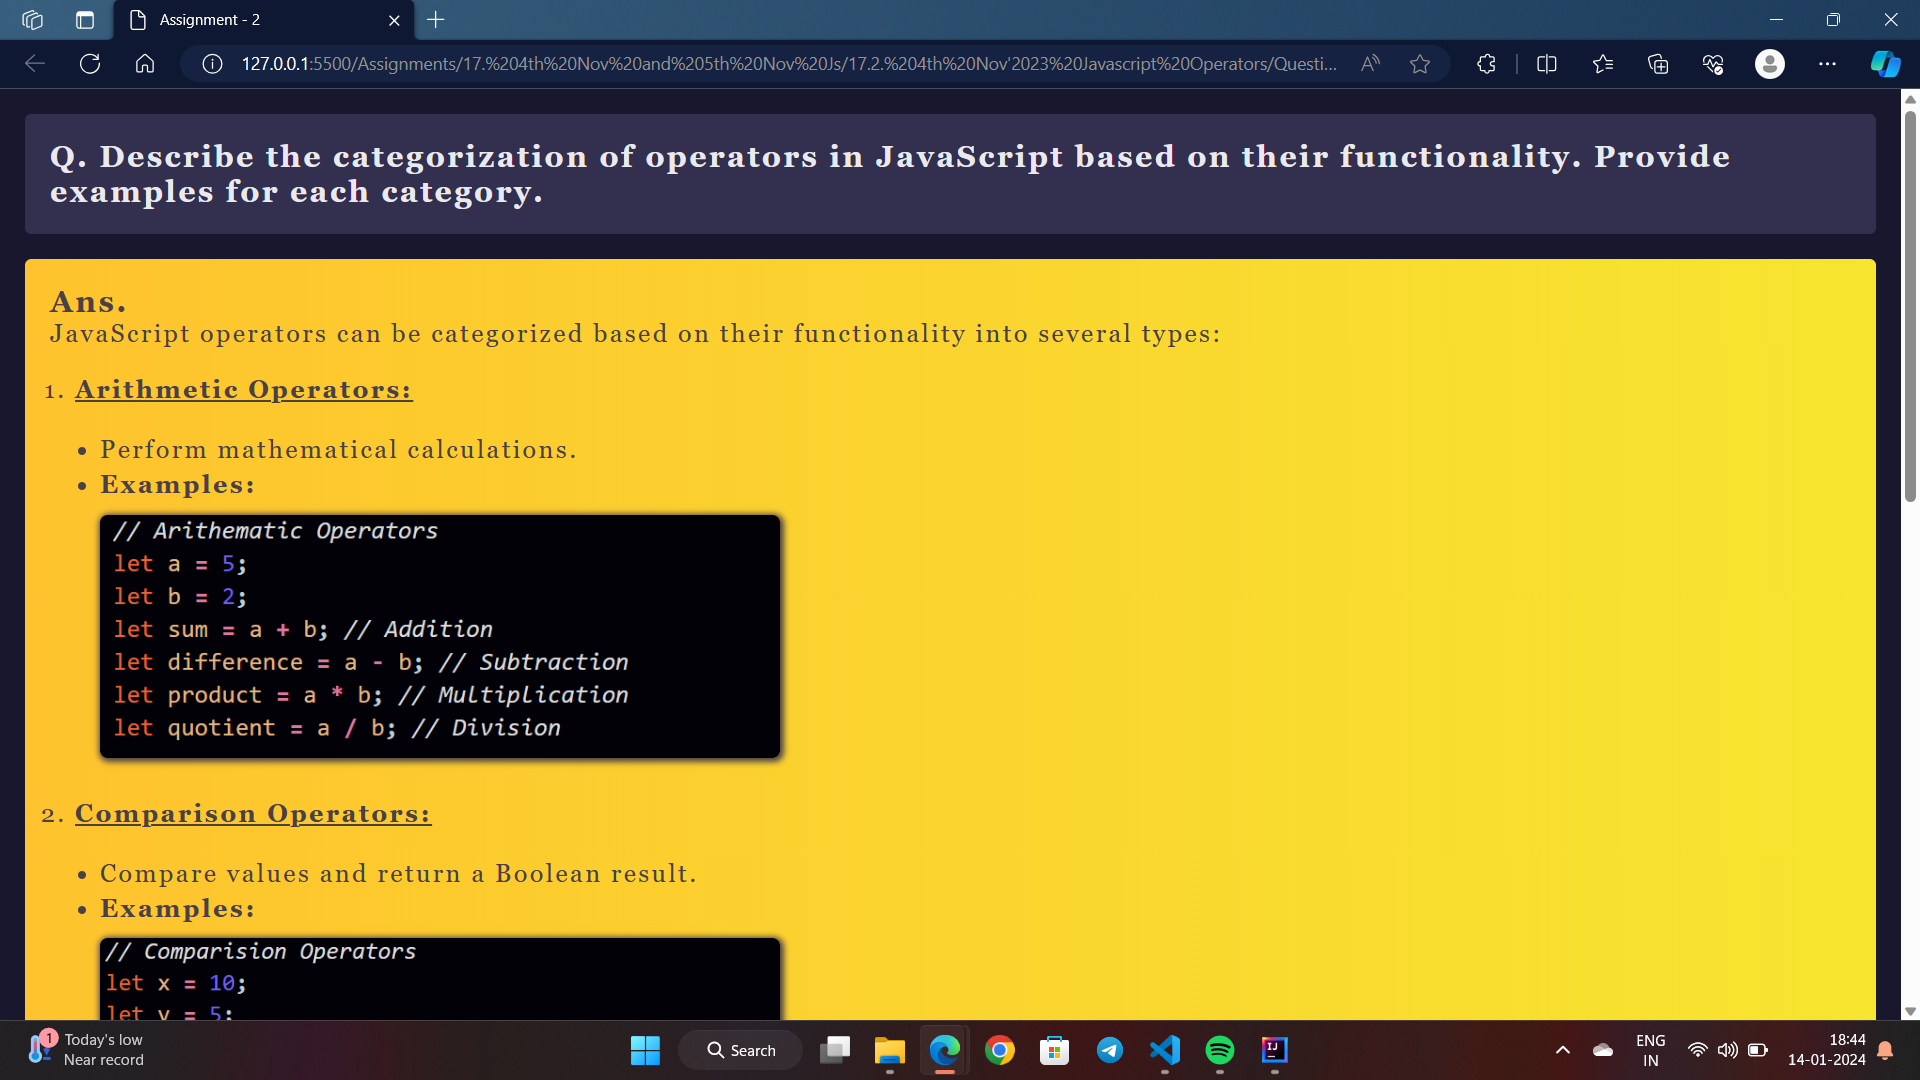 Assignment - 2
127.0.0.1:5500/Assignments/17.%204th%20Nov%20and%205th%20Nov%20Js/17.2.%204th%20Nov'2023%20Javascript%20Operators/Questi...
Q. Describe the categorization of operators in JavaScript based on their functionality. Provide
examples for each category.
Ans.
JavaScript operators can be categorized based on their functionality into several types:
1. Arithmetic Operators:
• Perform mathematical calculations.
• Examples:
// Arithematic Operators
let a = 5;
let b = 2;
let sum = a + b; // Addition
let difference = a - b; // Subtraction
let product = a * b; // Multiplication
let quotient = a / b; // Division
2. Comparison Operators:
• Compare values and return a Boolean result.
• Examples:
// Comparision Operators
let x = 10;
let y = 5;
1
Today's low
Near record
Search
IJ
ENG
IN
18:44
14-01-2024